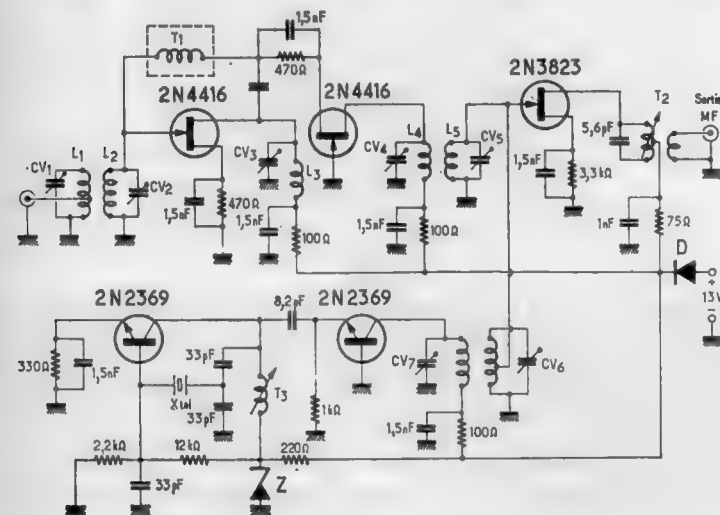 T1
1,5nF
470Ω
2N4416
2N4416
2N3823
T2
Sortie
MF
5,6pF
L1
L2
CV1
CV2
CV3
L3
CV4
L4
L5
CV5
1,5nF
470Ω
1,5nF
100Ω
1,5nF
100Ω
1,5nF
3,3kΩ
1nF
75Ω
D
+
13V
−
2N2369
8,2pF
2N2369
330Ω
1,5nF
33pF
Xtal
33pF
T3
1kΩ
CV7
CV6
1,5nF
100Ω
2,2kΩ
12kΩ
220Ω
33pF
Z